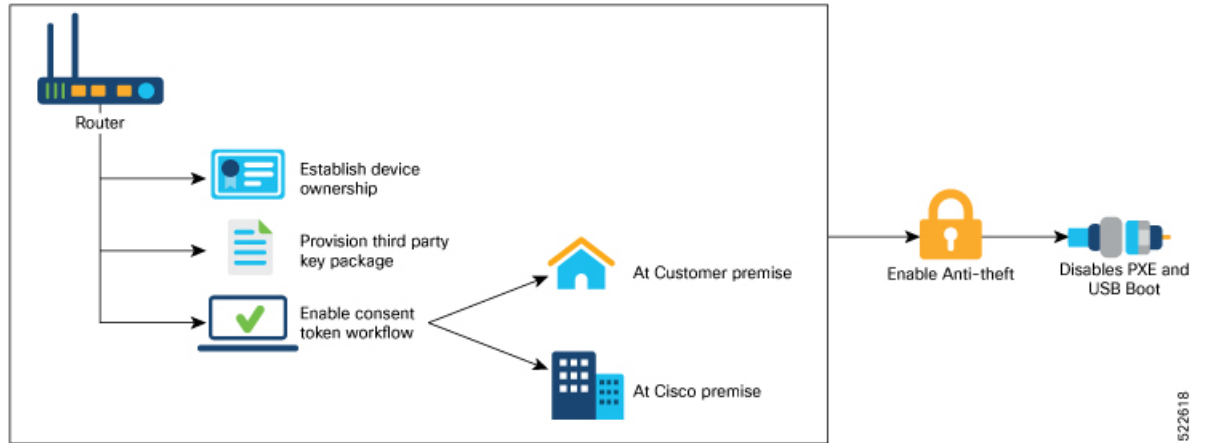 Router
Establish device
ownership
Provision third party
key package
Enable consent
token workflow
At Customer premise
At Cisco premise
Enable Anti-theft
Disables PXE and
USB Boot
522618